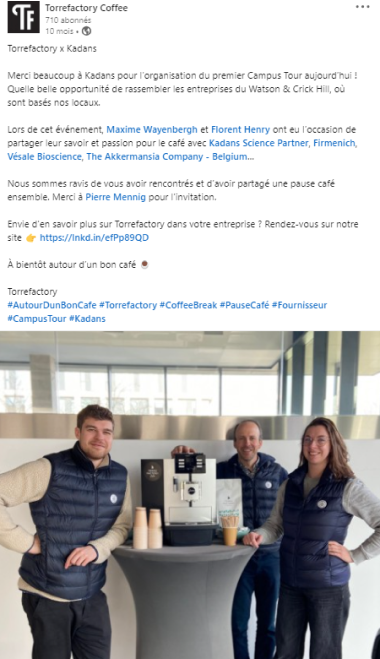 Torrefactory Coffee
710 abonnés
10 mois •
Torrefactory x Kadans
Merci beaucoup à Kadans pour l'organisation du premier Campus Tour aujourd'hui !
Quelle belle opportunité de rassembler les entreprises du Watson & Crick Hill, où
sont basés nos locaux.
Lors de cet événement, Maxime Wayenbergh et Florent Henry ont eu l'occasion de
partager leur savoir et passion pour le café avec Kadans Science Partner, Firmenich,
Vésale Bioscience, The Akkermansia Company - Belgium...
Nous sommes ravis de vous avoir rencontrés et d'avoir partagé une pause café
ensemble. Merci à Pierre Mennig pour l'invitation.
Envie d'en savoir plus sur Torrefactory dans votre entreprise ? Rendez-vous sur notre
site 👉 https://lnkd.in/efPp89QD
À bientôt autour d'un bon café ☕
Torrefactory
#AutourDunBonCafe #Torrefactory #CoffeeBreak #PauseCafé #Fournisseur
#CampusTour #Kadans